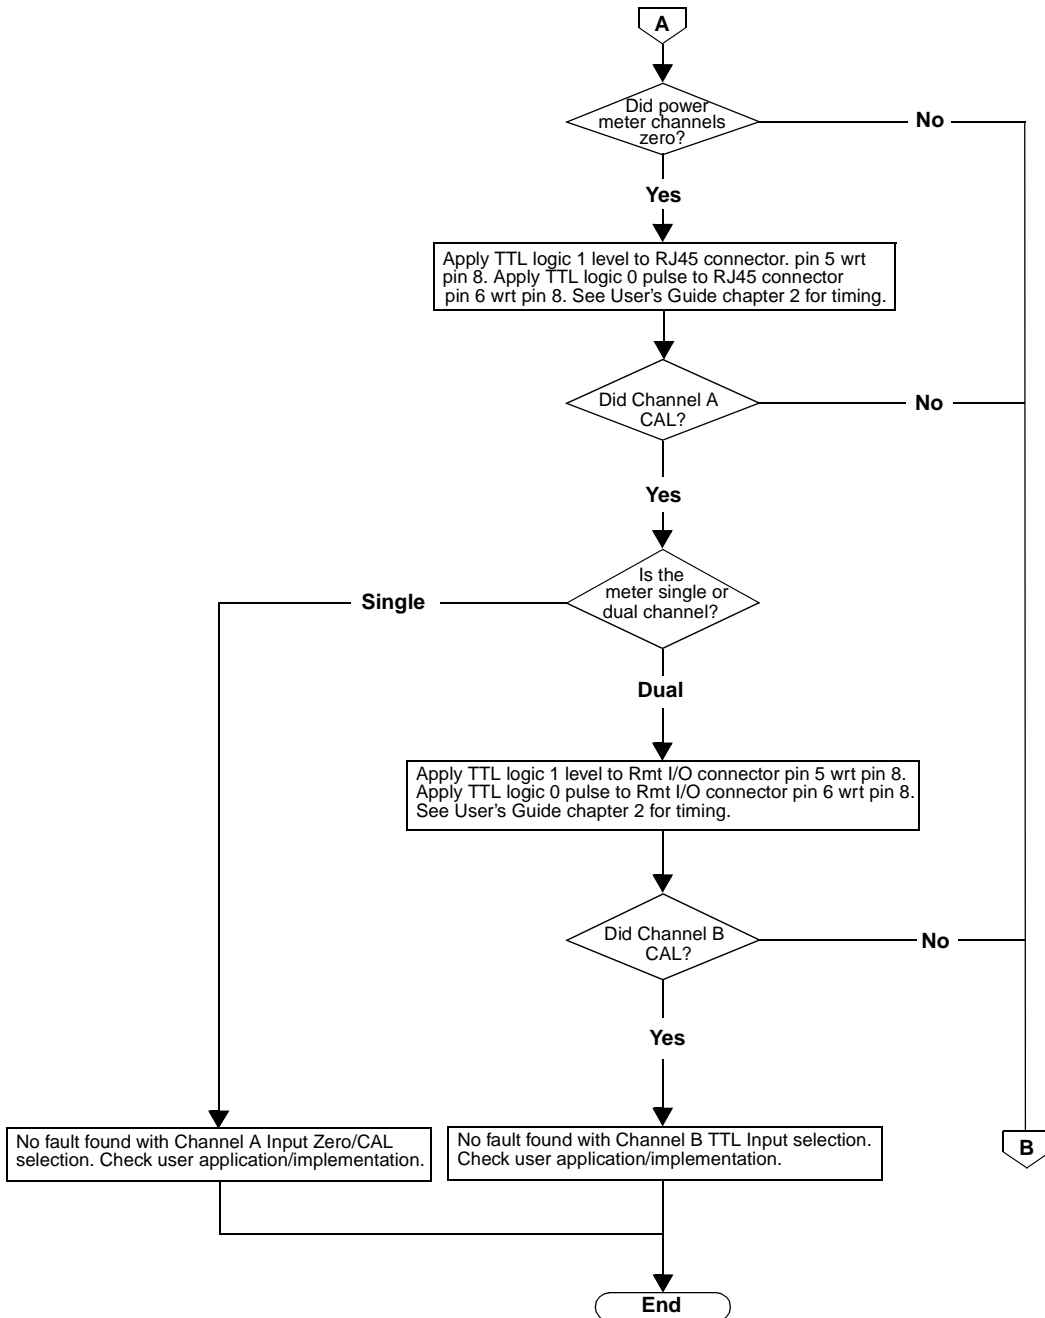 A
Did power
meter channels
zero?
No
Yes
Apply TTL logic 1 level to RJ45 connector. pin 5 wrt
pin 8. Apply TTL logic 0 pulse to RJ45 connector
pin 6 wrt pin 8. See User's Guide chapter 2 for timing.
Did Channel A
CAL?
No
Yes
Is the
meter single or
dual channel?
Single
Dual
Apply TTL logic 1 level to Rmt I/O connector pin 5 wrt pin 8.
Apply TTL logic 0 pulse to Rmt I/O connector pin 6 wrt pin 8.
See User's Guide chapter 2 for timing.
Did Channel B
CAL?
No
Yes
No fault found with Channel A Input Zero/CAL
selection. Check user application/implementation.
No fault found with Channel B TTL Input selection.
Check user application/implementation.
B
End